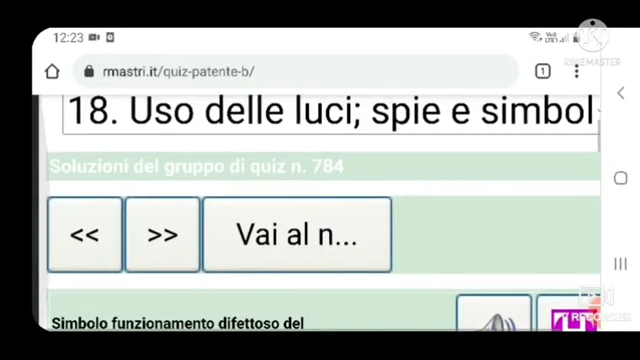 12:23
KINEMASTER
rmastri.it/quiz-patente-b/
1
18. Uso delle luci; spie e simbol
Soluzioni del gruppo di quiz n. 784
<< >> Vai al n...
Simbolo funzionamento difettoso del
RECORDER